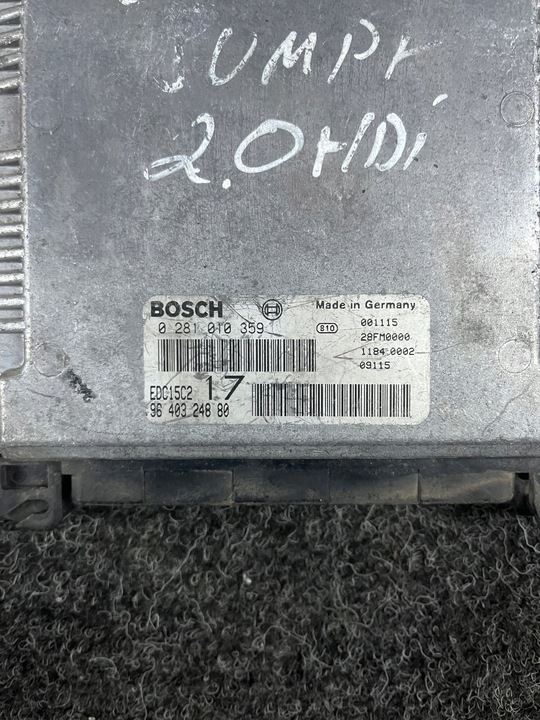 JUMPY
2.0HDi
BOSCH Made in Germany
0 281 010 359 810 001115
28FM0000
1184 0002
09115
EDC15C2 17
96 403 248 80